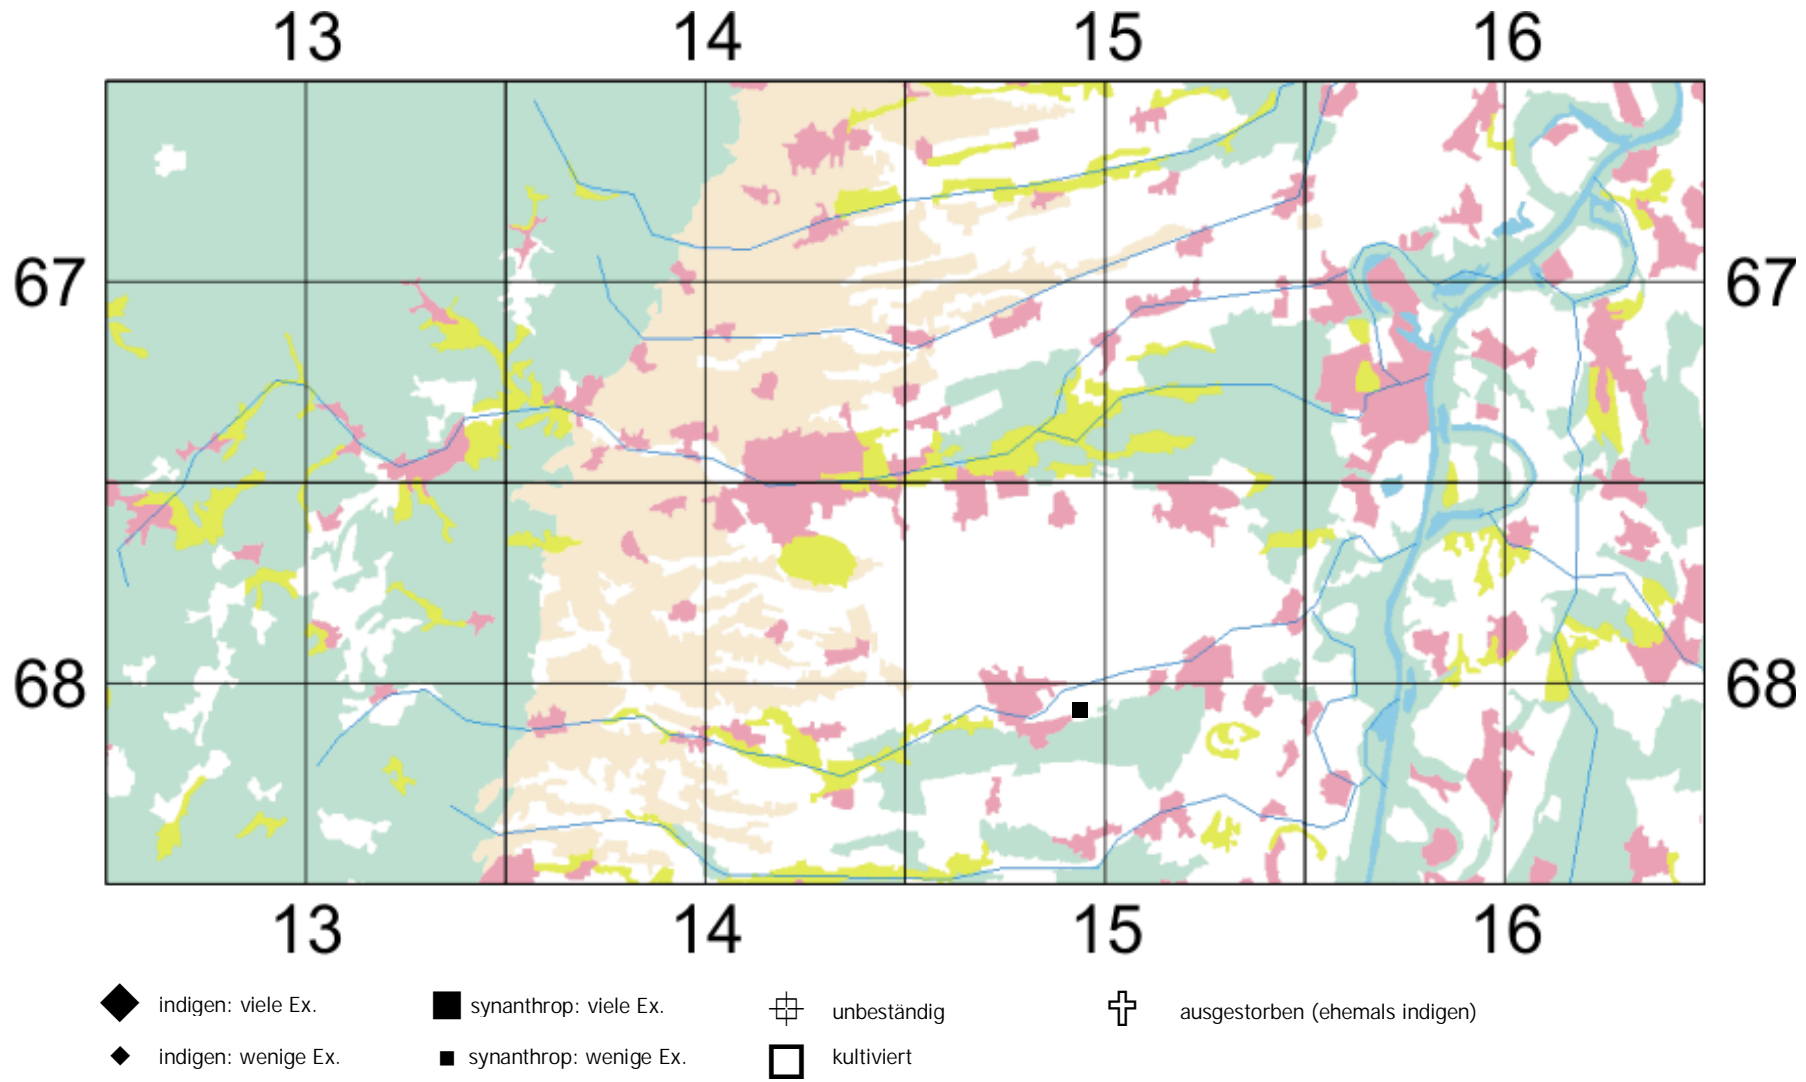 13 14 15 16
67 67
68 68
13 14 15 16
indigen: viele Ex. synanthrop: viele Ex. unbeständig ausgestorben (ehemals indigen)
indigen: wenige Ex. synanthrop: wenige Ex. kultiviert